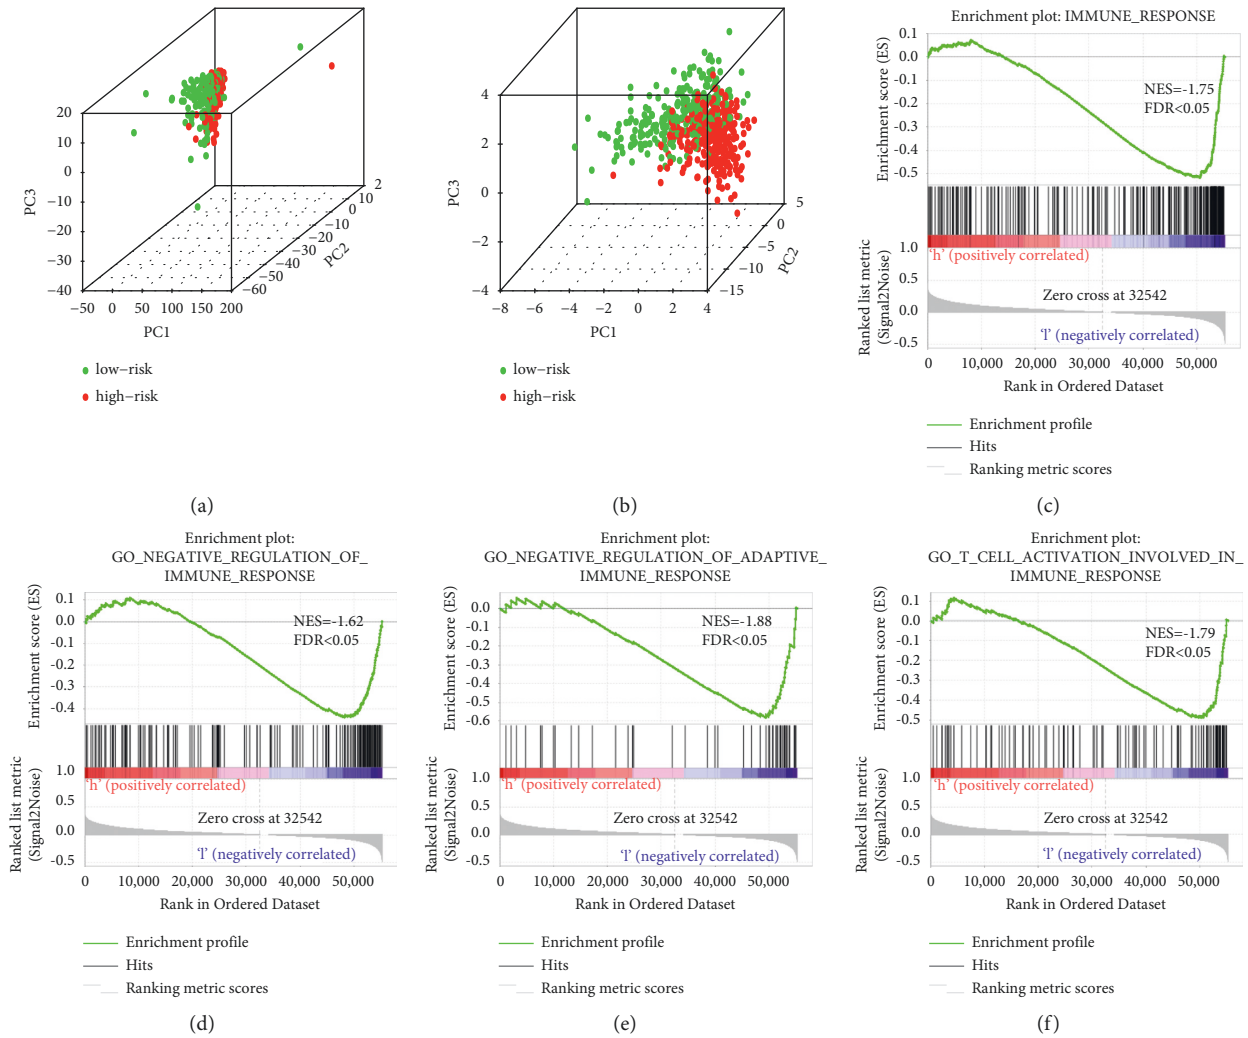 20
10
0
−10
−20
−30
−40
PC3
−50
0
50
100
150
200
PC1
−60
−50
−40
−30
−20
−10
0
10
2
PC2
low−risk
high−risk
(a)
4
2
0
−2
−4
PC3
−8
−6
−4
−2
0
2
4
PC1
−15
−10
−5
0
5
PC2
low−risk
high−risk
(b)
Enrichment plot: IMMUNE_RESPONSE
Enrichment score (ES)
0.1
0.0
-0.1
-0.2
-0.3
-0.4
-0.5
NES=-1.75
FDR<0.05
Ranked list metric
(Signal2Noise)
1.0
0.5
0.0
-0.5
'h' (positively correlated)
Zero cross at 32542
'l' (negatively correlated)
0
10,000
20,000
30,000
40,000
50,000
Rank in Ordered Dataset
Enrichment profile
Hits
Ranking metric scores
(c)
Enrichment plot:
GO_NEGATIVE_REGULATION_OF_
IMMUNE_RESPONSE
Enrichment score (ES)
0.1
0.0
-0.1
-0.2
-0.3
-0.4
NES=-1.62
FDR<0.05
Ranked list metric
(Signal2Noise)
1.0
0.5
0.0
-0.5
'h' (positively correlated)
Zero cross at 32542
'l' (negatively correlated)
0
10,000
20,000
30,000
40,000
50,000
Rank in Ordered Dataset
Enrichment profile
Hits
Ranking metric scores
(d)
Enrichment plot:
GO_NEGATIVE_REGULATION_OF_ADAPTIVE_
IMMUNE_RESPONSE
Enrichment score (ES)
0.0
-0.1
-0.2
-0.3
-0.4
-0.5
-0.6
NES=-1.88
FDR<0.05
Ranked list metric
(Signal2Noise)
1.0
0.5
0.0
-0.5
'h' (positively correlated)
Zero cross at 32542
'l' (negatively correlated)
0
10,000
20,000
30,000
40,000
50,000
Rank in Ordered Dataset
Enrichment profile
Hits
Ranking metric scores
(e)
Enrichment plot:
GO_T_CELL_ACTIVATION_INVOLVED_IN_
IMMUNE_RESPONSE
Enrichment score (ES)
0.1
0.0
-0.1
-0.2
-0.3
-0.4
-0.5
NES=-1.79
FDR<0.05
Ranked list metric
(Signal2Noise)
1.0
0.5
0.0
-0.5
'h' (positively correlated)
Zero cross at 32542
'l' (negatively correlated)
0
10,000
20,000
30,000
40,000
50,000
Rank in Ordered Dataset
Enrichment profile
Hits
Ranking metric scores
(f)